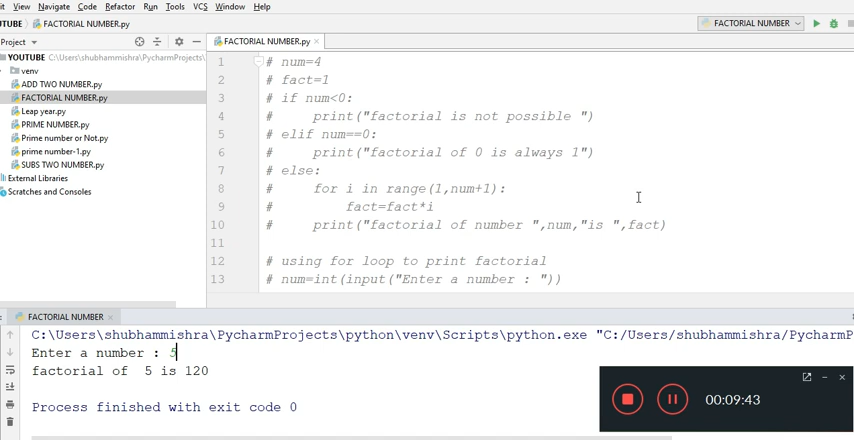 it View Navigate Code Refactor Run Tools VCS Window Help
UTUBE FACTORIAL NUMBER.py FACTORIAL NUMBER
Project FACTORIAL NUMBER.py
YOUTUBE C:\Users\shubhammishra\PycharmProjects\
venv
ADD TWO NUMBER.py
FACTORIAL NUMBER.py
Leap year.py
PRIME NUMBER.py
Prime number or Not.py
prime number-1.py
SUBS TWO NUMBER.py
External Libraries
Scratches and Consoles
1 # num=4
2 # fact=1
3 # if num<0:
4 #     print("factorial is not possible ")
5 # elif num==0:
6 #     print("factorial of 0 is always 1")
7 # else:
8 #     for i in range(1,num+1):
9 #         fact=fact*i
10 #     print("factorial of number ",num,"is ",fact)
11
12 # using for loop to print factorial
13 # num=int(input("Enter a number : "))
FACTORIAL NUMBER
C:\Users\shubhammishra\PycharmProjects\python\venv\Scripts\python.exe "C:/Users/shubhammishra/PycharmP
Enter a number : 5
factorial of  5 is 120
Process finished with exit code 0
00:09:43